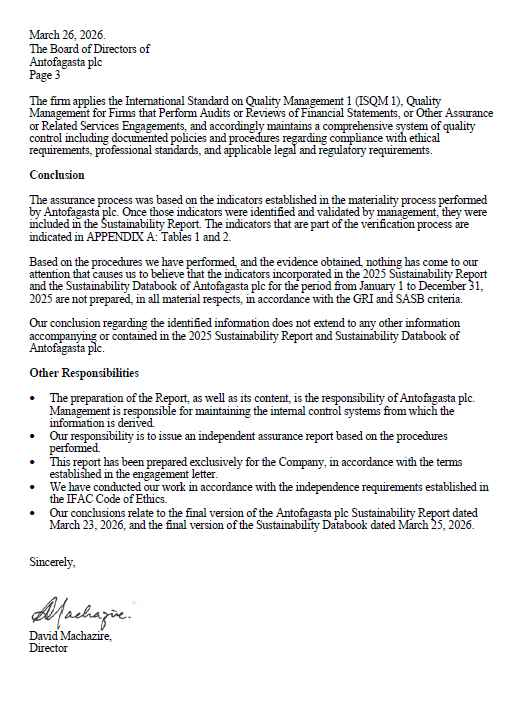 March 26, 2026.
The Board of Directors of
Antofagasta plc
Page 3
The firm applies the International Standard on Quality Management 1 (ISQM 1), Quality
Management for Firms that Perform Audits or Reviews of Financial Statements, or Other Assurance
or Related Services Engagements, and accordingly maintains a comprehensive system of quality
control including documented policies and procedures regarding compliance with ethical
requirements, professional standards, and applicable legal and regulatory requirements.
Conclusion
The assurance process was based on the indicators established in the materiality process performed
by Antofagasta plc. Once those indicators were identified and validated by management, they were
included in the Sustainability Report. The indicators that are part of the verification process are
indicated in APPENDIX A: Tables 1 and 2.
Based on the procedures we have performed, and the evidence obtained, nothing has come to our
attention that causes us to believe that the indicators incorporated in the 2025 Sustainability Report
and the Sustainability Databook of Antofagasta plc for the period from January 1 to December 31,
2025 are not prepared, in all material respects, in accordance with the GRI and SASB criteria.
Our conclusion regarding the identified information does not extend to any other information
accompanying or contained in the 2025 Sustainability Report and Sustainability Databook of
Antofagasta plc.
Other Responsibilities
• The preparation of the Report, as well as its content, is the responsibility of Antofagasta plc.
Management is responsible for maintaining the internal control systems from which the
information is derived.
• Our responsibility is to issue an independent assurance report based on the procedures
performed.
• This report has been prepared exclusively for the Company, in accordance with the terms
established in the engagement letter.
• We have conducted our work in accordance with the independence requirements established in
the IFAC Code of Ethics.
• Our conclusions relate to the final version of the Antofagasta plc Sustainability Report dated
March 23, 2026, and the final version of the Sustainability Databook dated March 25, 2026.
Sincerely,
DMachazire.
David Machazire,
Director